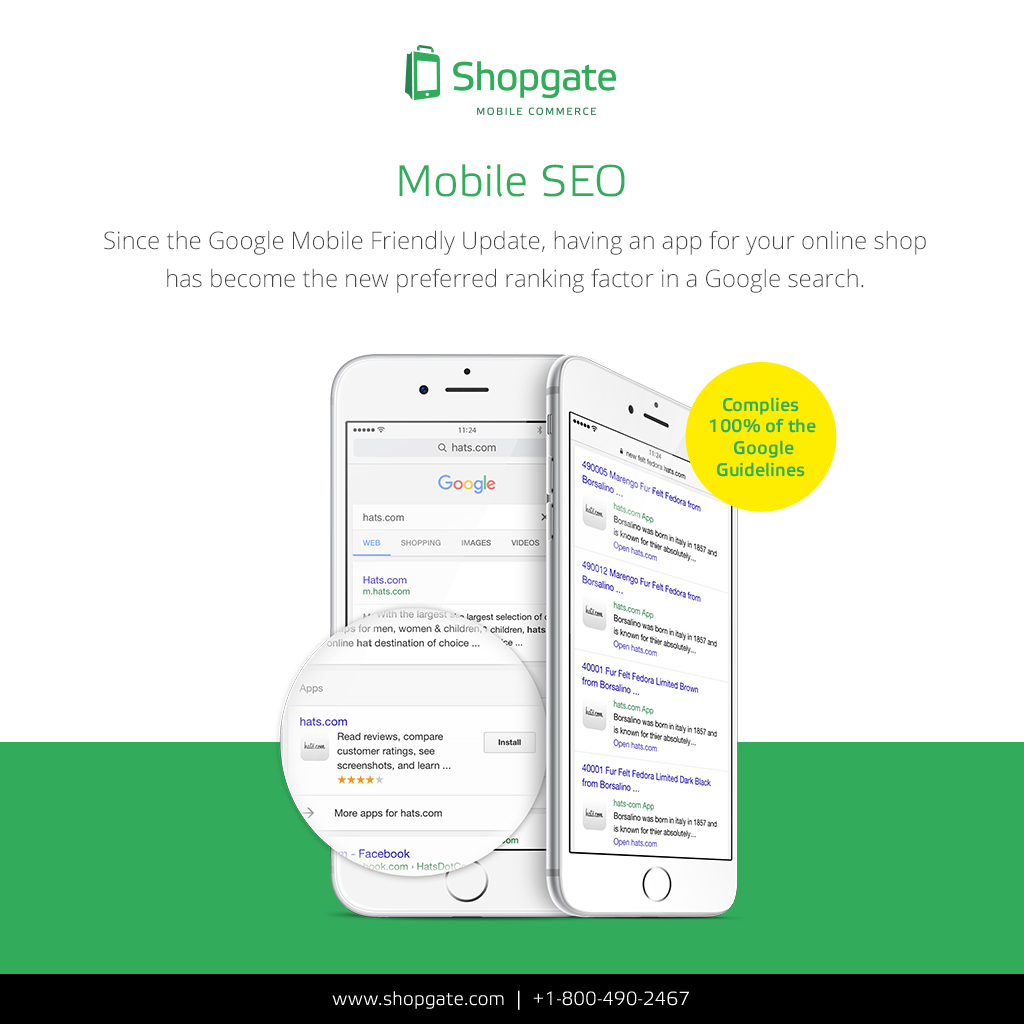 Shopgate
MOBILE COMMERCE
Mobile SEO
Since the Google Mobile Friendly Update, having an app for your online shop
has become the new preferred ranking factor in a Google search.
Complies
100% of the
Google
Guidelines
11:24
hats.com
Google
hats.com
WEB SHOPPING IMAGES VIDEOS
Hats.com
m.hats.com
With the largest largest selection of
for men, women & children, children, hats
online hat destination of choice ...
Apps
hats.com
hats.com
Read reviews, compare
customer ratings, see
screenshots, and learn ...
Install
More apps for hats.com
- Facebook
11:24
new felt fedora.hats.com
490005 Marengo Fur Felt Fedora from
Borsalino ...
hats.com
hats.com App
Borsalino was born in italy in 1857 and
is known for thier absolutely...
Open hats.com
490012 Marengo Fur Felt Fedora from
Borsalino ...
hats.com
hats.com App
Borsalino was born in italy in 1857 and
is known for thier absolutely...
Open hats.com
40001 Fur Felt Fedora Limited Brown
from Borsalino ...
hats.com
hats.com App
Borsalino was born in italy in 1857 and
is known for thier absolutely...
Open hats.com
40001 Fur Felt Fedora Limited Dark Black
from Borsalino ...
hats.com
hats-com App
Borsalino was born in italy in 1857 and
is known for thier absolutely...
Open hats.com
www.shopgate.com | +1-800-490-2467